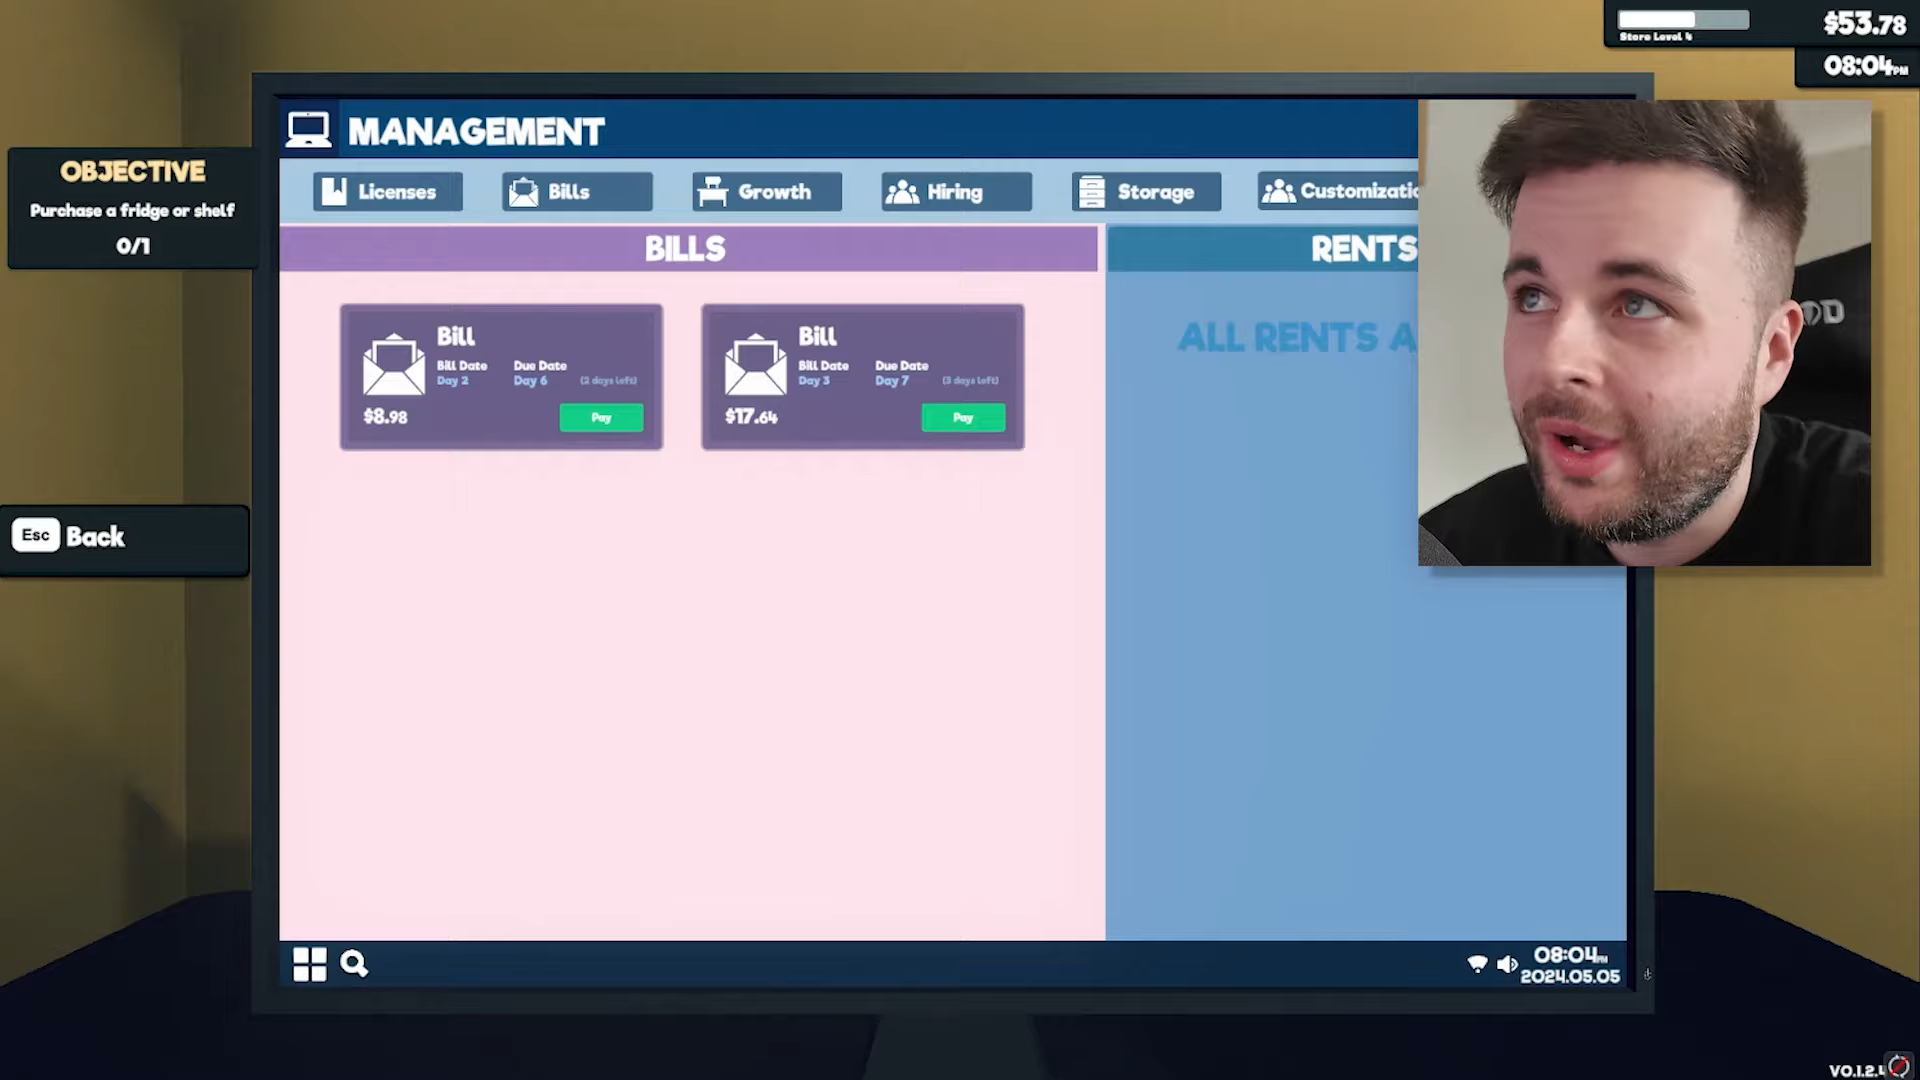 $53.78
Store Level 4
08:04PM
MANAGEMENT
OBJECTIVE
Purchase a fridge or shelf
0/1
Licenses
Bills
Growth
Hiring
Storage
Customizatio
BILLS
RENTS
Bill
Bill Date
Due Date
Day 2
Day 6
(2 days left)
$8.98
Pay
Bill
Bill Date
Due Date
Day 3
Day 7
(3 days left)
$17.64
Pay
ALL RENTS A
Esc Back
08:04PM
2024.05.05
V0.1.2.4